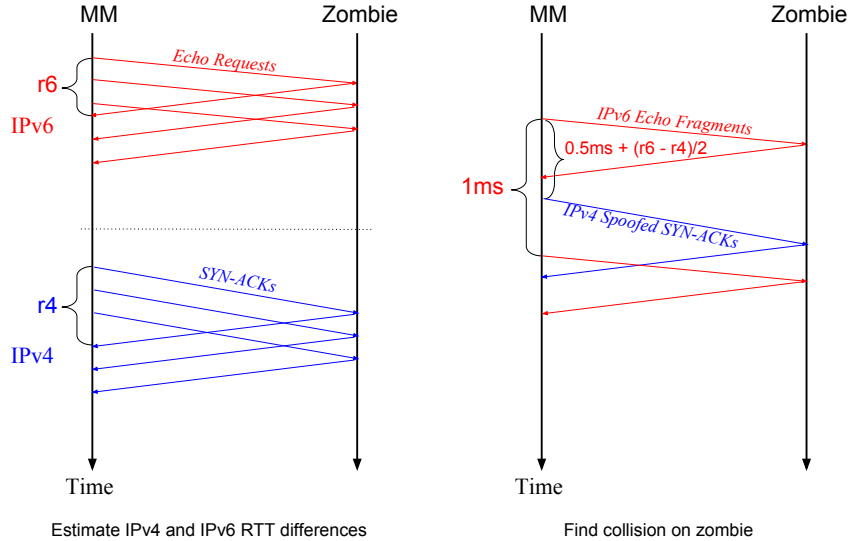 MM
Zombie
Echo Requests
r6
IPv6
SYN-ACKs
r4
IPv4
Time
Estimate IPv4 and IPv6 RTT differences
MM
Zombie
IPv6 Echo Fragments
0.5ms + (r6 - r4)/2
1ms
IPv4 Spoofed SYN-ACKs
Time
Find collision on zombie